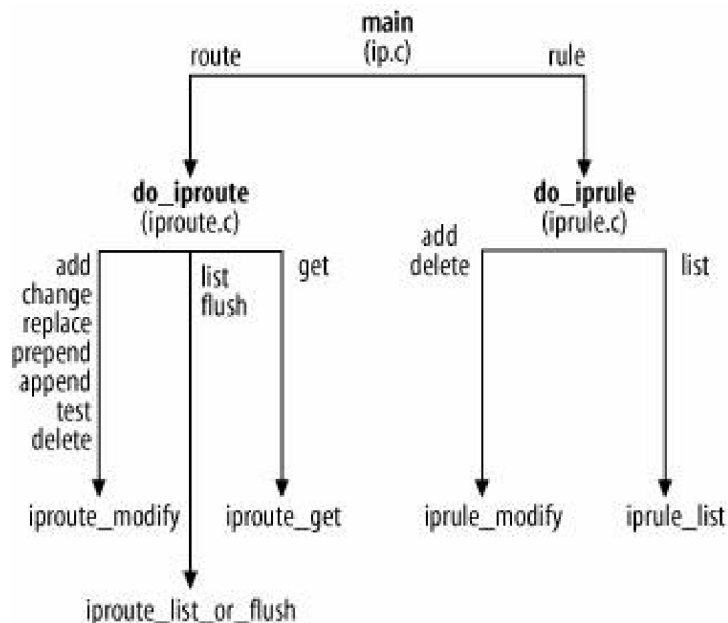 main
(ip.c)
route
rule
do_iproute
(iproute.c)
do_iprule
(iprule.c)
add
change
replace
prepend
append
test
delete
list
flush
get
add
delete
list
iproute_modify
iproute_get
iprule_modify
iprule_list
iproute_list_or_flush